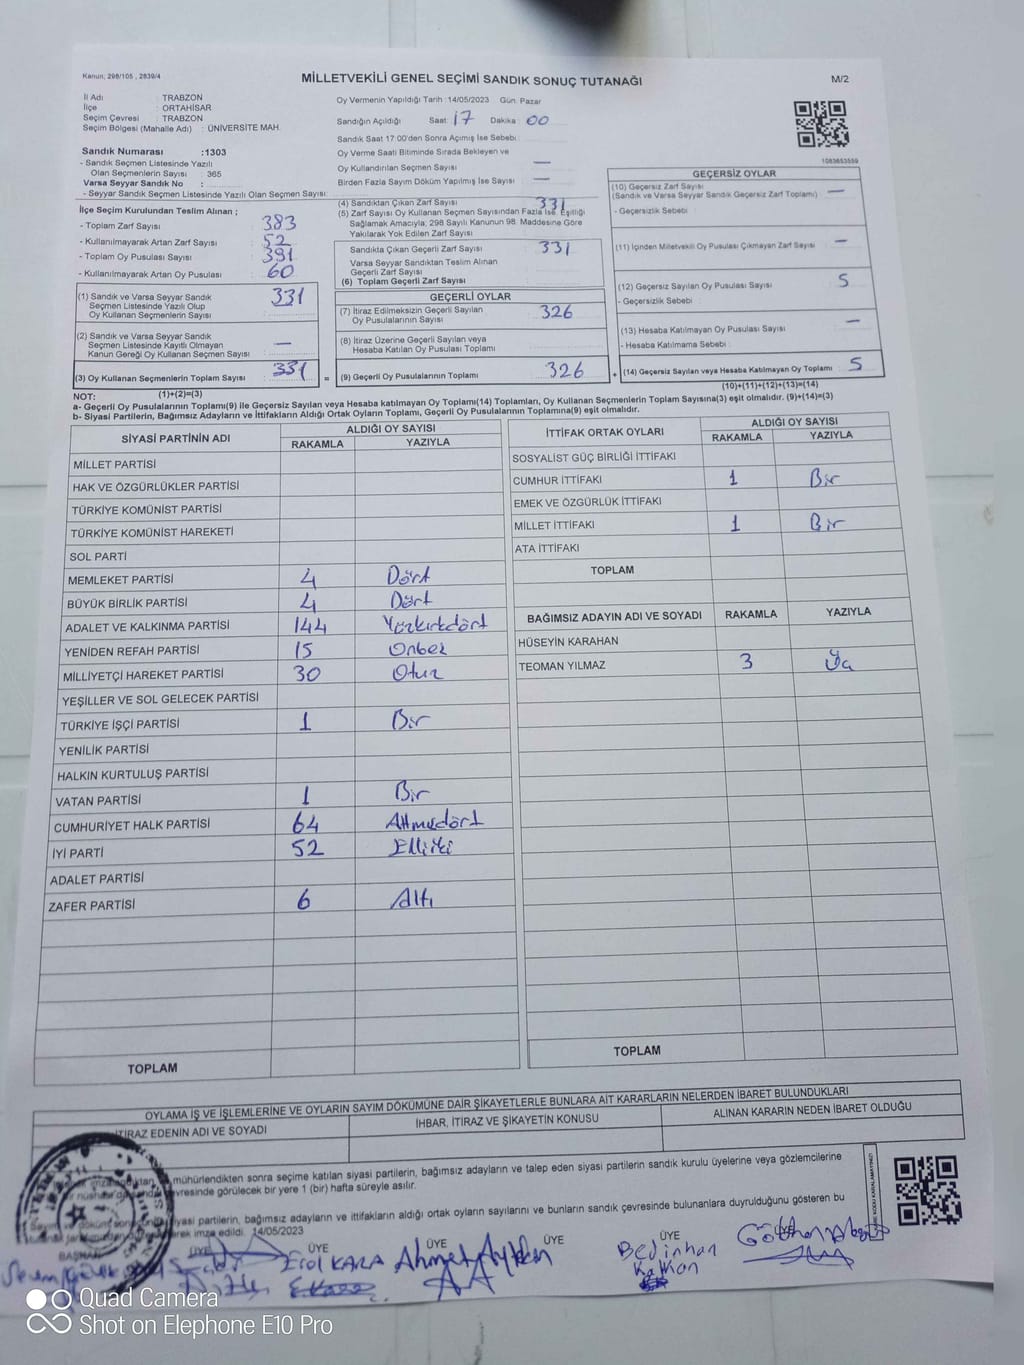 Kanun, 298/105 , 2839/4
MİLLETVEKİLİ GENEL SEÇİMİ SANDIK SONUÇ TUTANAĞI
M/2
İl Adı : TRABZON
İlçe : ORTAHİSAR
Seçim Çevresi : TRABZON
Seçim Bölgesi (Mahalle Adı) : ÜNİVERSİTE MAH.
Sandık Numarası :1303
- Sandık Seçmen Listesinde Yazılı
Olan Seçmenlerin Sayısı : 365
Varsa Seyyar Sandık No :
- Seyyar Sandık Seçmen Listesinde Yazılı Olan Seçmen Sayısı:
Oy Vermenin Yapıldığı Tarih :14/05/2023 Gün: Pazar
Sandığın Açıldığı Saat: 17 Dakika: 00
Sandık Saat 17:00'den Sonra Açımış İse Sebebi:
Oy Verme Saati Bitiminde Sırada Bekleyen ve
Oy Kullandırılan Seçmen Sayısı —
Birden Fazla Sayım Döküm Yapılmış İse Sayısı —
1083653559
İlçe Seçim Kurulundan Teslim Alınan ;
- Toplam Zarf Sayısı 383
- Kullanılmayarak Artan Zarf Sayısı 52
- Toplam Oy Pusulası Sayısı 391
- Kullanılmayarak Artan Oy Pusulası 60
(1) Sandık ve Varsa Seyyar Sandık
Seçmen Listesinde Yazılı Olup
Oy Kullanan Seçmenlerin Sayısı 331
(2) Sandık ve Varsa Seyyar Sandık
Seçmen Listesinde Kayıtlı Olmayan
Kanun Gereği Oy Kullanan Seçmen Sayısı —
(3) Oy Kullanan Seçmenlerin Toplam Sayısı 331
(1)+(2)=(3)
(4) Sandıktan Çıkan Zarf Sayısı 331
(5) Zarf Sayısı Oy Kullanan Seçmen Sayısından Fazla İse, Eşitliği
Sağlamak Amacıyla, 298 Sayılı Kanunun 98. Maddesine Göre
Yakılarak Yok Edilen Zarf Sayısı
Sandıkta Çıkan Geçerli Zarf Sayısı 331
Varsa Seyyar Sandıktan Teslim Alınan
Geçerli Zarf Sayısı
(6) Toplam Geçerli Zarf Sayısı
GEÇERLİ OYLAR
(7) İtiraz Edilmeksizin Geçerli Sayılan
Oy Pusulalarının Sayısı 326
(8) İtiraz Üzerine Geçerli Sayılan veya
Hesaba Katılan Oy Pusulası Toplamı
= (9) Geçerli Oy Pusulalarının Toplamı 326
GEÇERSİZ OYLAR
(10) Geçersiz Zarf Sayısı
(Sandık ve Varsa Seyyar Sandık Geçersiz Zarf Toplamı) —
- Geçersizlik Sebebi :
(11) İçinden Milletvekili Oy Pusulası Çıkmayan Zarf Sayısı —
(12) Geçersiz Sayılan Oy Pusulası Sayısı 5
- Geçersizlik Sebebi :
(13) Hesaba Katılmayan Oy Pusulası Sayısı —
- Hesaba Katılmama Sebebi :
+ (14) Geçersiz Sayılan veya Hesaba Katılmayan Oy Toplamı 5
(10)+(11)+(12)+(13)=(14)
NOT:
a- Geçerli Oy Pusulalarının Toplamı(9) ile Geçersiz Sayılan veya Hesaba Katılmayan Oy Toplamı(14) Toplamları, Oy Kullanan Seçmenlerin Toplam Sayısına(3) eşit olmalıdır. (9)+(14)=(3)
b- Siyasi Partilerin, Bağımsız Adayların ve İttifakların Aldığı Ortak Oyların Toplamı, Geçerli Oy Pusulalarının Toplamına(9) eşit olmalıdır.
SİYASİ PARTİNİN ADI ALDIĞI OY SAYISI
RAKAMLA YAZIYLA
MİLLET PARTİSİ
HAK VE ÖZGÜRLÜKLER PARTİSİ
TÜRKİYE KOMÜNİST PARTİSİ
TÜRKİYE KOMÜNİST HAREKETİ
SOL PARTİ
MEMLEKET PARTİSİ 4 Dört
BÜYÜK BİRLİK PARTİSİ 4 Dört
ADALET VE KALKINMA PARTİSİ 144 Yüzkırkdört
YENİDEN REFAH PARTİSİ 15 Onbeş
MİLLİYETÇİ HAREKET PARTİSİ 30 Otuz
YEŞİLLER VE SOL GELECEK PARTİSİ
TÜRKİYE İŞÇİ PARTİSİ 1 Bir
YENİLİK PARTİSİ
HALKIN KURTULUŞ PARTİSİ
VATAN PARTİSİ 1 Bir
CUMHURİYET HALK PARTİSİ 64 Altmışdört
İYİ PARTİ 52 Elliiki
ADALET PARTİSİ
ZAFER PARTİSİ 6 Altı
TOPLAM
İTTİFAK ORTAK OYLARI ALDIĞI OY SAYISI
RAKAMLA YAZIYLA
SOSYALİST GÜÇ BİRLİĞİ İTTİFAKI
CUMHUR İTTİFAKI 1 Bir
EMEK VE ÖZGÜRLÜK İTTİFAKI
MİLLET İTTİFAKI 1 Bir
ATA İTTİFAKI
TOPLAM
BAĞIMSIZ ADAYIN ADI VE SOYADI RAKAMLA YAZIYLA
HÜSEYİN KARAHAN
TEOMAN YILMAZ 3 Üç
TOPLAM
OYLAMA İŞ VE İŞLEMLERİNE VE OYLARIN SAYIM DÖKÜMÜNE DAİR ŞİKAYETLERLE BUNLARA AİT KARARLARIN NELERDEN İBARET BULUNDUKLARI
İTİRAZ EDENİN ADI VE SOYADI İHBAR, İTİRAZ VE ŞİKAYETİN KONUSU ALINAN KARARIN NEDEN İBARET OLDUĞU
mühürlendikten sonra seçime katılan siyasi partilerin, bağımsız adayların ve talep eden siyasi partilerin sandık kurulu üyelerine veya gözlemcilerine
çevresinde görülecek bir yere 1 (bir) hafta süreyle asılır.
siyasi partilerin, bağımsız adayların ve ittifakların aldığı ortak oyların sayılarını ve bunların sandık çevresinde bulunanlara duyrulduğunu gösteren bu
imza edildi. 14/05/2023
BAŞKAN ÜYE ÜYE ÜYE ÜYE ÜYE
Erol KARA Ahmet Ayden Bedirhan Kalkan Gökhan
Quad Camera
Shot on Elephone E10 Pro